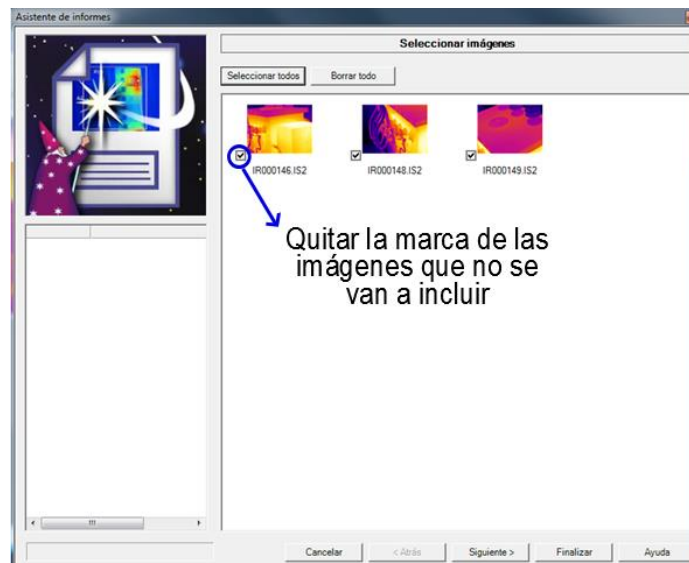 Asistente de informes
Seleccionar imágenes
Seleccionar todos
Borrar todo
IR000146.IS2
IR000148.IS2
IR000149.IS2
Quitar la marca de las
imágenes que no se
van a incluir
Cancelar
< Atrás
Siguiente >
Finalizar
Ayuda